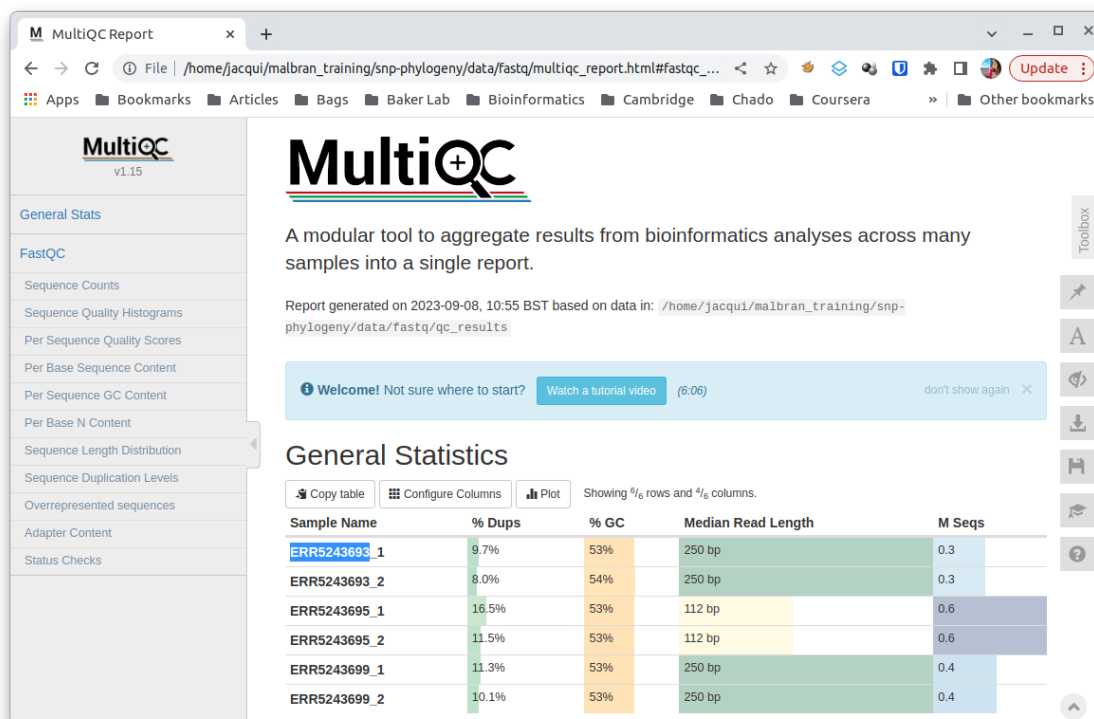 M MultiQC Report
File | /home/jacqui/malbran_training/snp-phylogeny/data/fastq/multiqc_report.html#fastqc_...
Update
Apps Bookmarks Articles Bags Baker Lab Bioinformatics Cambridge Chado Coursera » Other bookmarks
MultiQC
v1.15
General Stats
FastQC
Sequence Counts
Sequence Quality Histograms
Per Sequence Quality Scores
Per Base Sequence Content
Per Sequence GC Content
Per Base N Content
Sequence Length Distribution
Sequence Duplication Levels
Overrepresented sequences
Adapter Content
Status Checks
MultiQC
A modular tool to aggregate results from bioinformatics analyses across many
samples into a single report.
Report generated on 2023-09-08, 10:55 BST based on data in: /home/jacqui/malbran_training/snp-
phylogeny/data/fastq/qc_results
Welcome! Not sure where to start? Watch a tutorial video (6:06) don't show again ×
General Statistics
Copy table Configure Columns Plot Showing 6/6 rows and 4/6 columns.
Sample Name % Dups % GC Median Read Length M Seqs
ERR5243693_1 9.7% 53% 250 bp 0.3
ERR5243693_2 8.0% 54% 250 bp 0.3
ERR5243695_1 16.5% 53% 112 bp 0.6
ERR5243695_2 11.5% 53% 112 bp 0.6
ERR5243699_1 11.3% 53% 250 bp 0.4
ERR5243699_2 10.1% 53% 250 bp 0.4
Toolbox
A